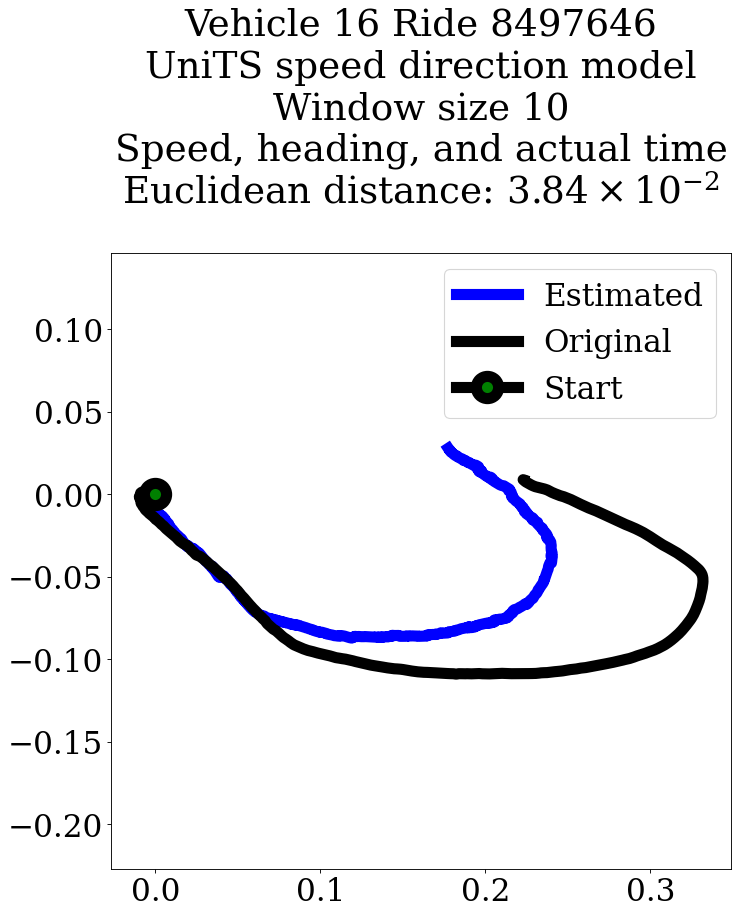 Vehicle 16 Ride 8497646
UniTS speed direction model
Window size 10
Speed, heading, and actual time
Euclidean distance: 3.84 × 10⁻²
Estimated
Original
Start
0.10
0.05
0.00
−0.05
−0.10
−0.15
−0.20
0.0 0.1 0.2 0.3